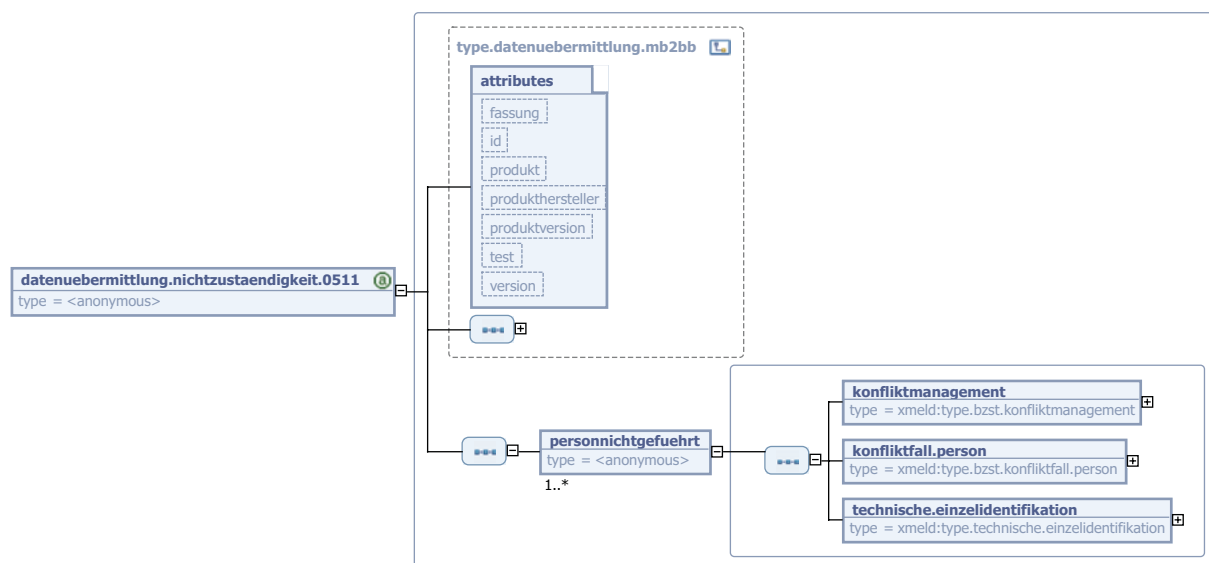 type.datenuebermittlung.mb2bb
attributes
fassung
id
produkt
produkthersteller
produktversion
test
version
datenuebermittlung.nichtzustaendigkeit.0511 a
type = <anonymous>
personnichtgefuehrt
type = <anonymous>
1..*
konfliktmanagement
type = xmeld:type.bzst.konfliktmanagement
konfliktfall.person
type = xmeld:type.bzst.konfliktfall.person
technische.einzelidentifikation
type = xmeld:type.technische.einzelidentifikation